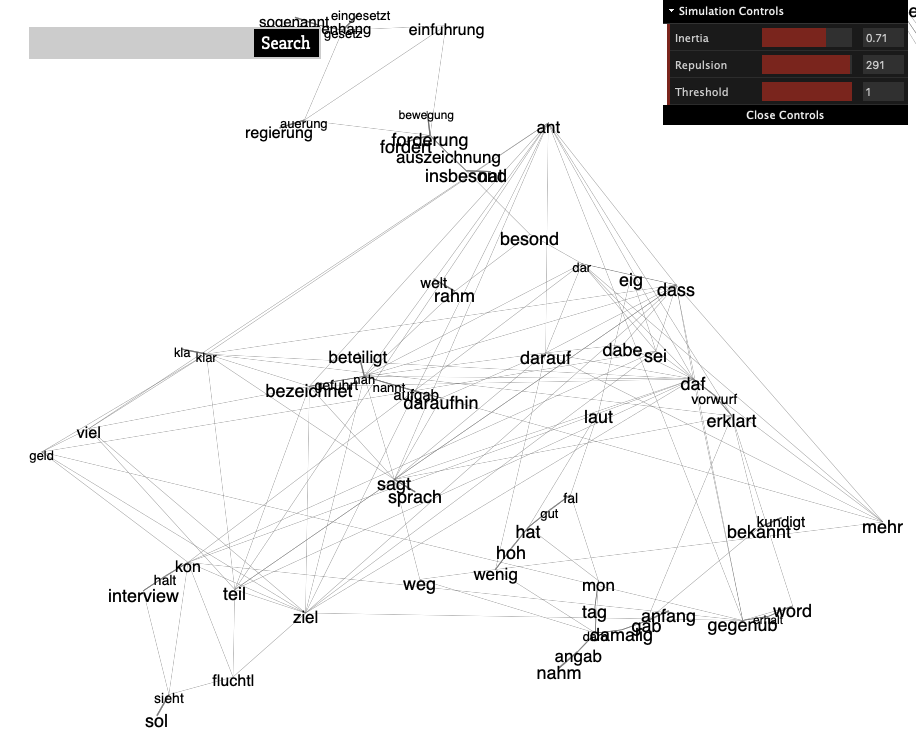 sogenannt
eingesetzt
enhang
gesetz
einfuhrung
Search
Simulation Controls
Inertia 0.71
Repulsion 291
Threshold 1
Close Controls
bewegung
auerung
regierung
forderung
fordert
auszeichnung
insbesond
nat
ant
besond
dar
welt
rahm
eig
dass
kla
klar
beteiligt
darauf
dabe
sei
bezeichnet
gefuhrt
nah
nannt
aufgab
daraufhin
daf
vorwurf
laut
erklart
viel
geld
sagt
sprach
fal
gut
hat
hoh
wenig
kundigt
bekannt
mehr
kon
halt
interview
teil
weg
mon
ziel
tag
damalig
gab
anfang
gegenub
erhalt
word
angab
nahm
fluchtl
sieht
sol